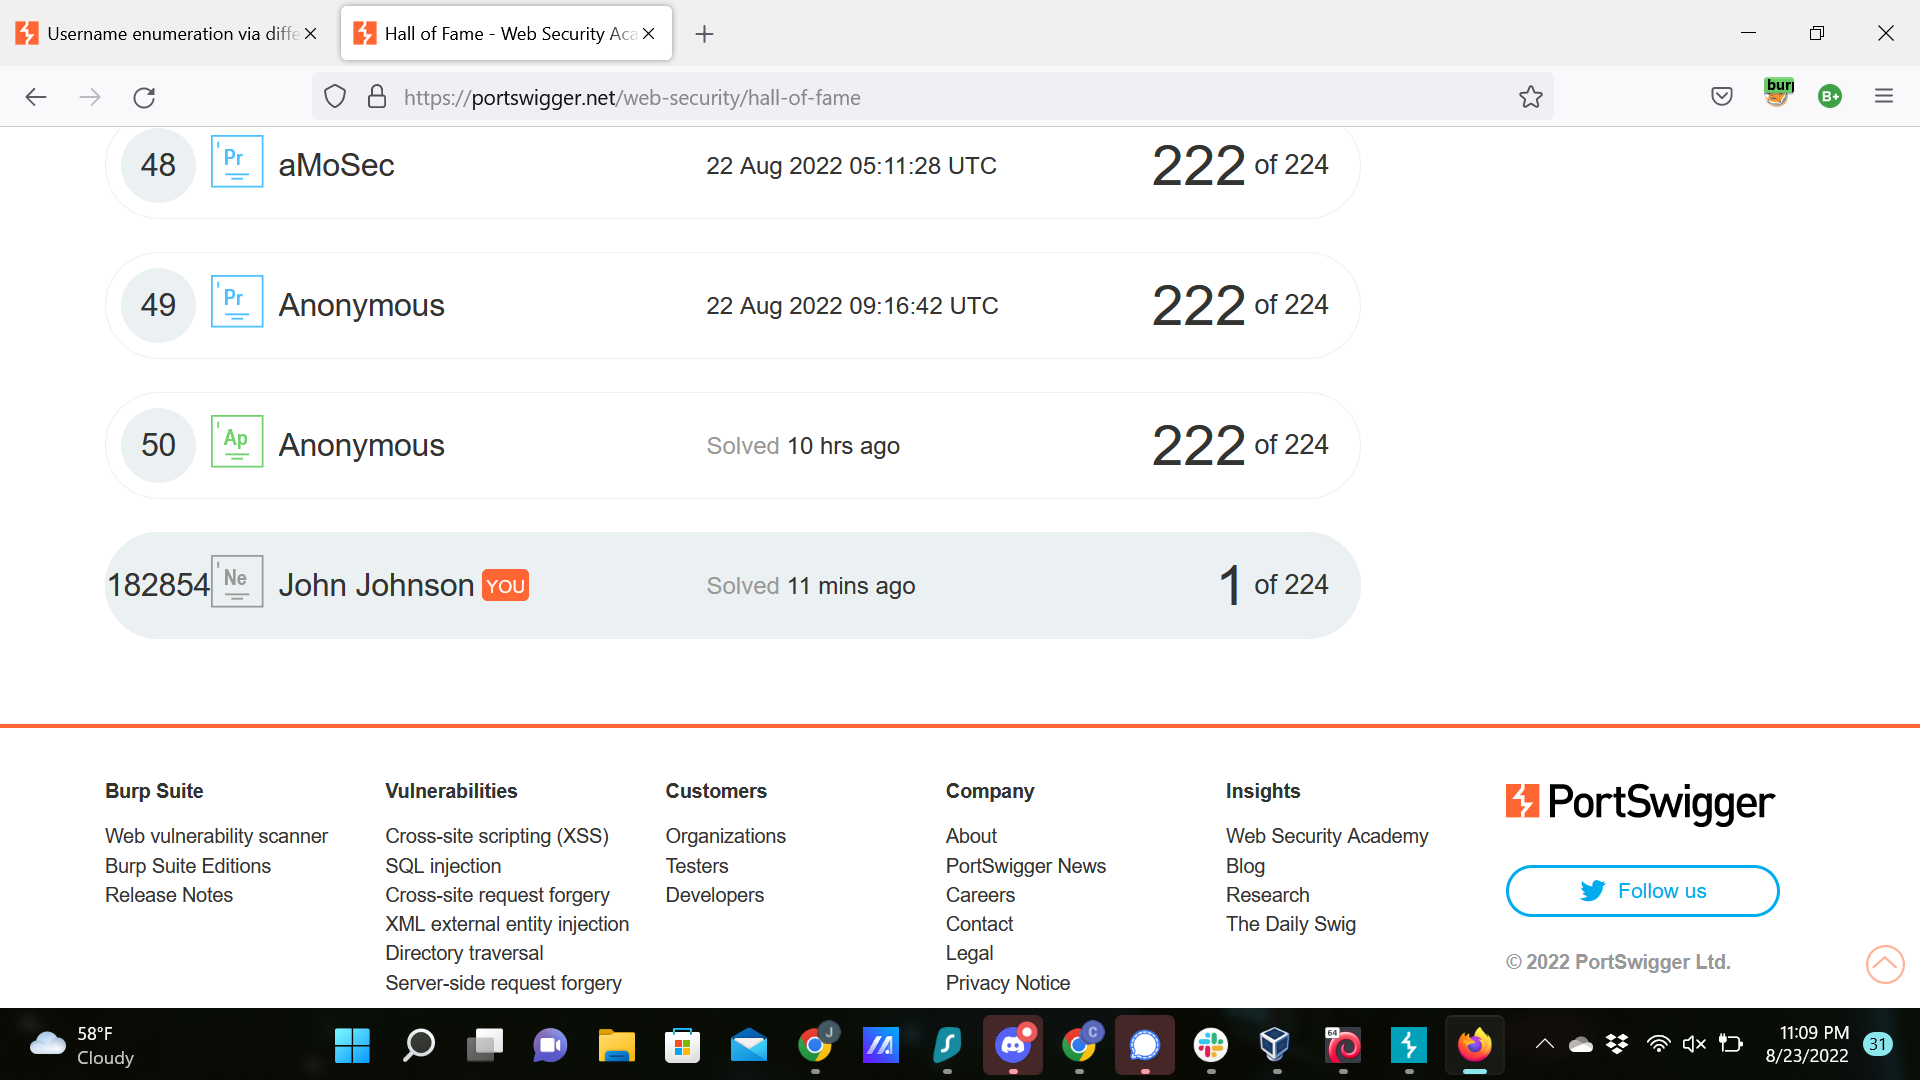 Username enumeration via diffe
Hall of Fame - Web Security Aca
https://portswigger.net/web-security/hall-of-fame
burp
B+
48 Pr aMoSec 22 Aug 2022 05:11:28 UTC 222 of 224
49 Pr Anonymous 22 Aug 2022 09:16:42 UTC 222 of 224
50 Ap Anonymous Solved 10 hrs ago 222 of 224
182854 Ne John Johnson YOU Solved 11 mins ago 1 of 224
Burp Suite
Web vulnerability scanner
Burp Suite Editions
Release Notes
Vulnerabilities
Cross-site scripting (XSS)
SQL injection
Cross-site request forgery
XML external entity injection
Directory traversal
Server-side request forgery
Customers
Organizations
Testers
Developers
Company
About
PortSwigger News
Careers
Contact
Legal
Privacy Notice
Insights
Web Security Academy
Blog
Research
The Daily Swig
PortSwigger
Follow us
© 2022 PortSwigger Ltd.
58°F
Cloudy
J
C
64
11:09 PM
8/23/2022
31